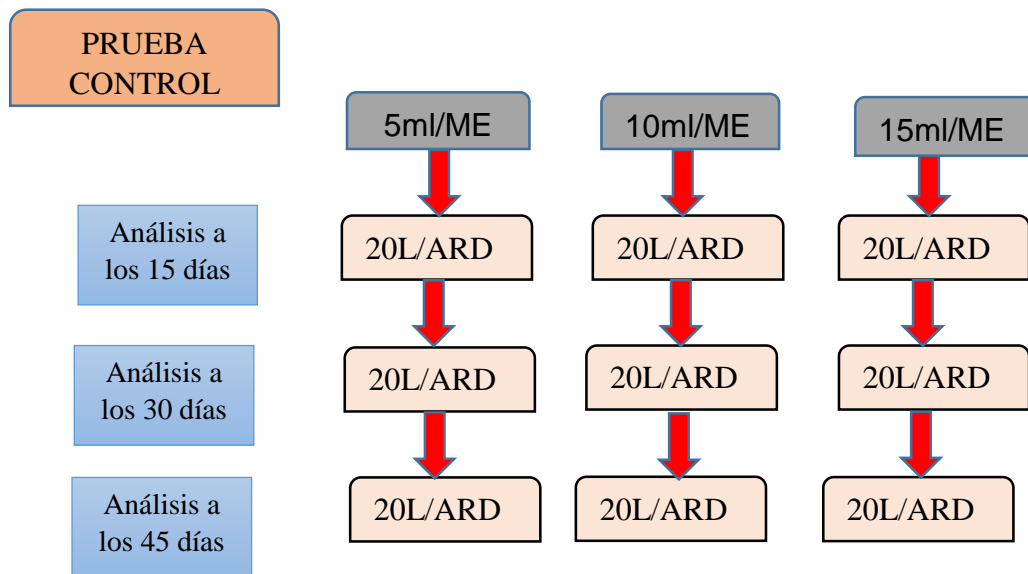 PRUEBA
CONTROL
5ml/ME
10ml/ME
15ml/ME
Análisis a
los 15 días
20L/ARD
20L/ARD
20L/ARD
Análisis a
los 30 días
20L/ARD
20L/ARD
20L/ARD
Análisis a
los 45 días
20L/ARD
20L/ARD
20L/ARD